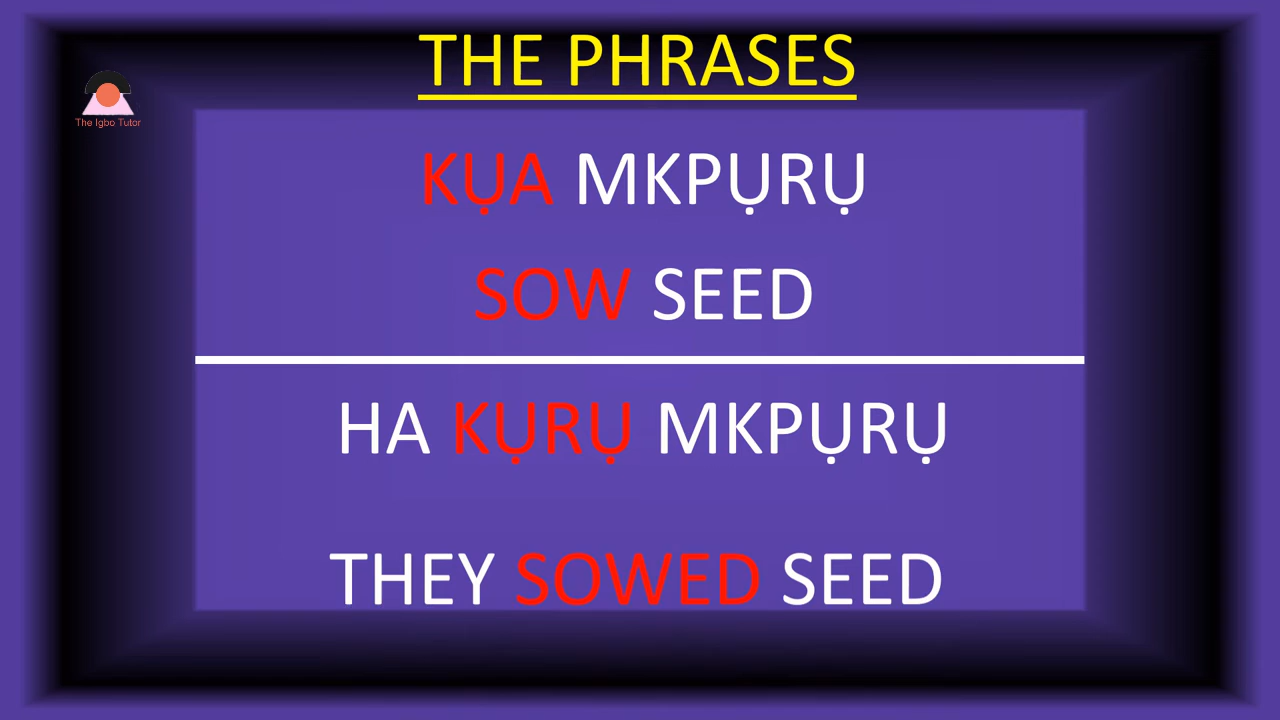 THE PHRASES
The Igbo Tutor
KỤA MKPỤRỤ
SOW SEED
HA KỤRỤ MKPỤRỤ
THEY SOWED SEED